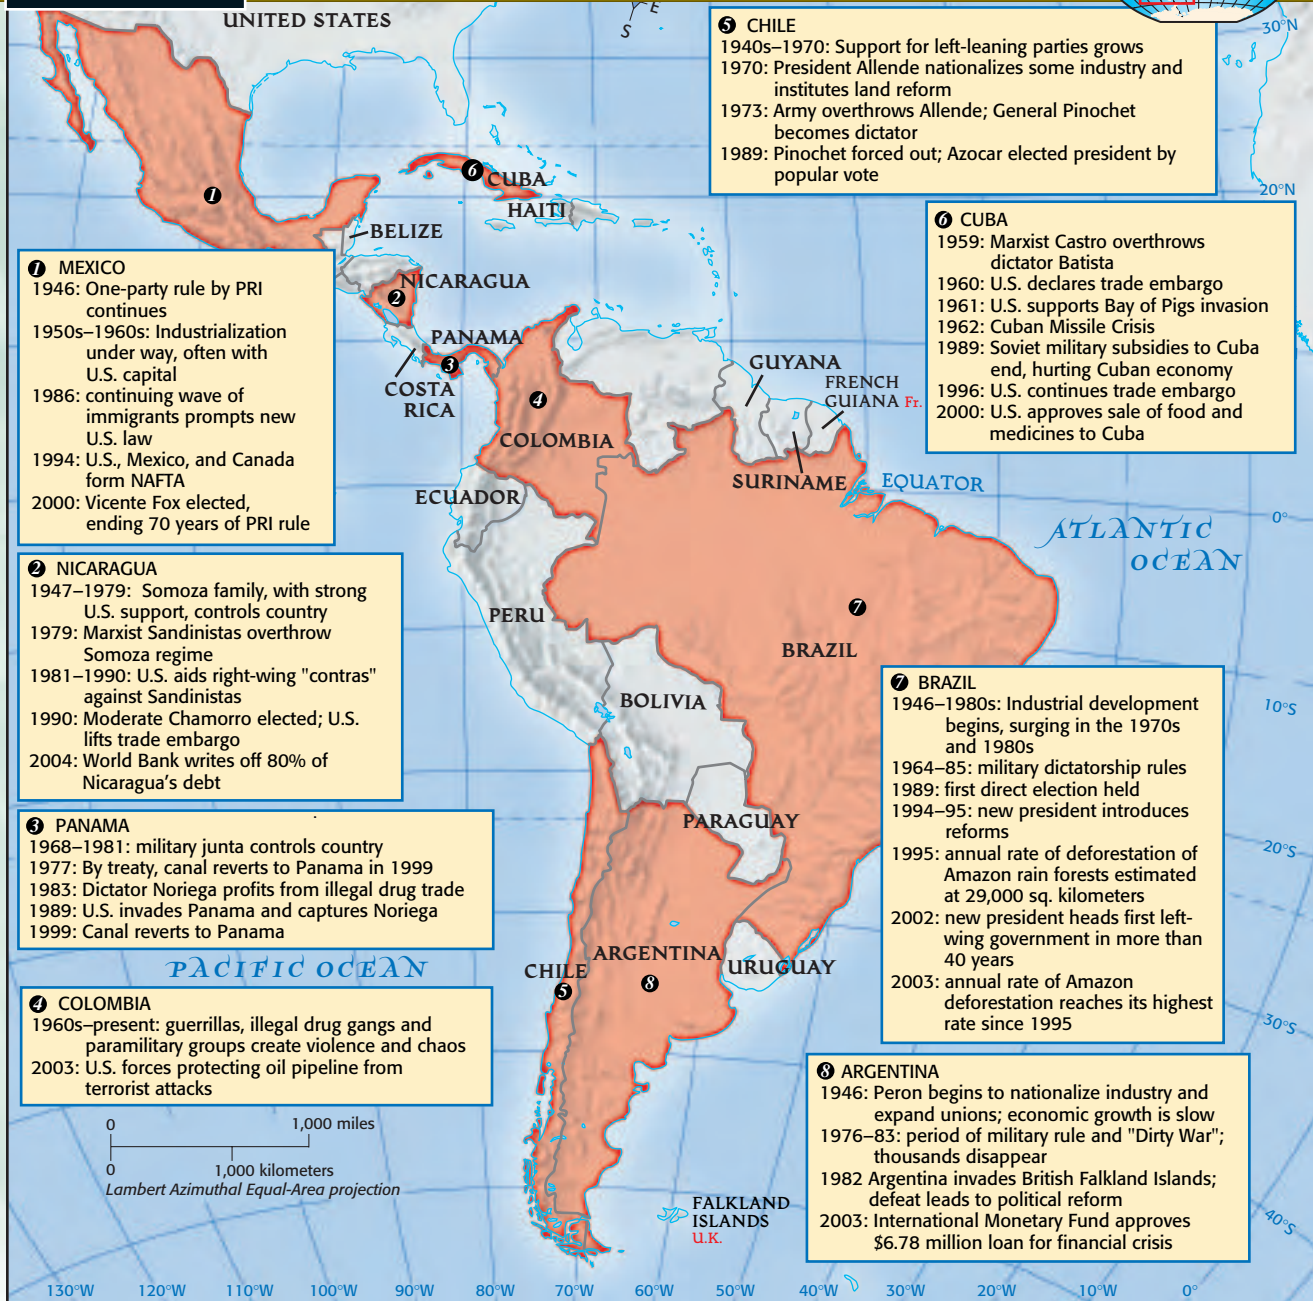 UNITED STATES
E
S
30°N
❺ CHILE
1940s–1970: Support for left-leaning parties grows
1970: President Allende nationalizes some industry and
institutes land reform
1973: Army overthrows Allende; General Pinochet
becomes dictator
1989: Pinochet forced out; Azocar elected president by
popular vote
20°N
❻ CUBA
1959: Marxist Castro overthrows
dictator Batista
1960: U.S. declares trade embargo
1961: U.S. supports Bay of Pigs invasion
1962: Cuban Missile Crisis
1989: Soviet military subsidies to Cuba
end, hurting Cuban economy
1996: U.S. continues trade embargo
2000: U.S. approves sale of food and
medicines to Cuba
❶
❻
CUBA
HAITI
BELIZE
❶ MEXICO
1946: One-party rule by PRI
continues
1950s–1960s: Industrialization
under way, often with
U.S. capital
1986: continuing wave of
immigrants prompts new
U.S. law
1994: U.S., Mexico, and Canada
form NAFTA
2000: Vicente Fox elected,
ending 70 years of PRI rule
NICARAGUA
❷
PANAMA
❸
COSTA
RICA
❹
COLOMBIA
GUYANA
FRENCH
GUIANA Fr.
SURINAME
EQUATOR
ECUADOR
0°
ATLANTIC
OCEAN
❷ NICARAGUA
1947–1979: Somoza family, with strong
U.S. support, controls country
1979: Marxist Sandinistas overthrow
Somoza regime
1981–1990: U.S. aids right-wing "contras"
against Sandinistas
1990: Moderate Chamorro elected; U.S.
lifts trade embargo
2004: World Bank writes off 80% of
Nicaragua's debt
PERU
❼
BRAZIL
BOLIVIA
10°S
❼ BRAZIL
1946–1980s: Industrial development
begins, surging in the 1970s
and 1980s
1964–85: military dictatorship rules
1989: first direct election held
1994–95: new president introduces
reforms
1995: annual rate of deforestation of
Amazon rain forests estimated
at 29,000 sq. kilometers
2002: new president heads first left-
wing government in more than
40 years
2003: annual rate of Amazon
deforestation reaches its highest
rate since 1995
❸ PANAMA
1968–1981: military junta controls country
1977: By treaty, canal reverts to Panama in 1999
1983: Dictator Noriega profits from illegal drug trade
1989: U.S. invades Panama and captures Noriega
1999: Canal reverts to Panama
PARAGUAY
20°S
PACIFIC OCEAN
CHILE
❺
ARGENTINA
❽
URUGUAY
❹ COLOMBIA
1960s–present: guerrillas, illegal drug gangs and
paramilitary groups create violence and chaos
2003: U.S. forces protecting oil pipeline from
terrorist attacks
30°S
❽ ARGENTINA
1946: Peron begins to nationalize industry and
expand unions; economic growth is slow
1976–83: period of military rule and "Dirty War";
thousands disappear
1982 Argentina invades British Falkland Islands;
defeat leads to political reform
2003: International Monetary Fund approves
$6.78 million loan for financial crisis
0 1,000 miles
0 1,000 kilometers
Lambert Azimuthal Equal-Area projection
FALKLAND
ISLANDS
U.K.
40°S
130°W 120°W 110°W 100°W 90°W 80°W 70°W 60°W 50°W 40°W 30°W 20°W 10°W 0°